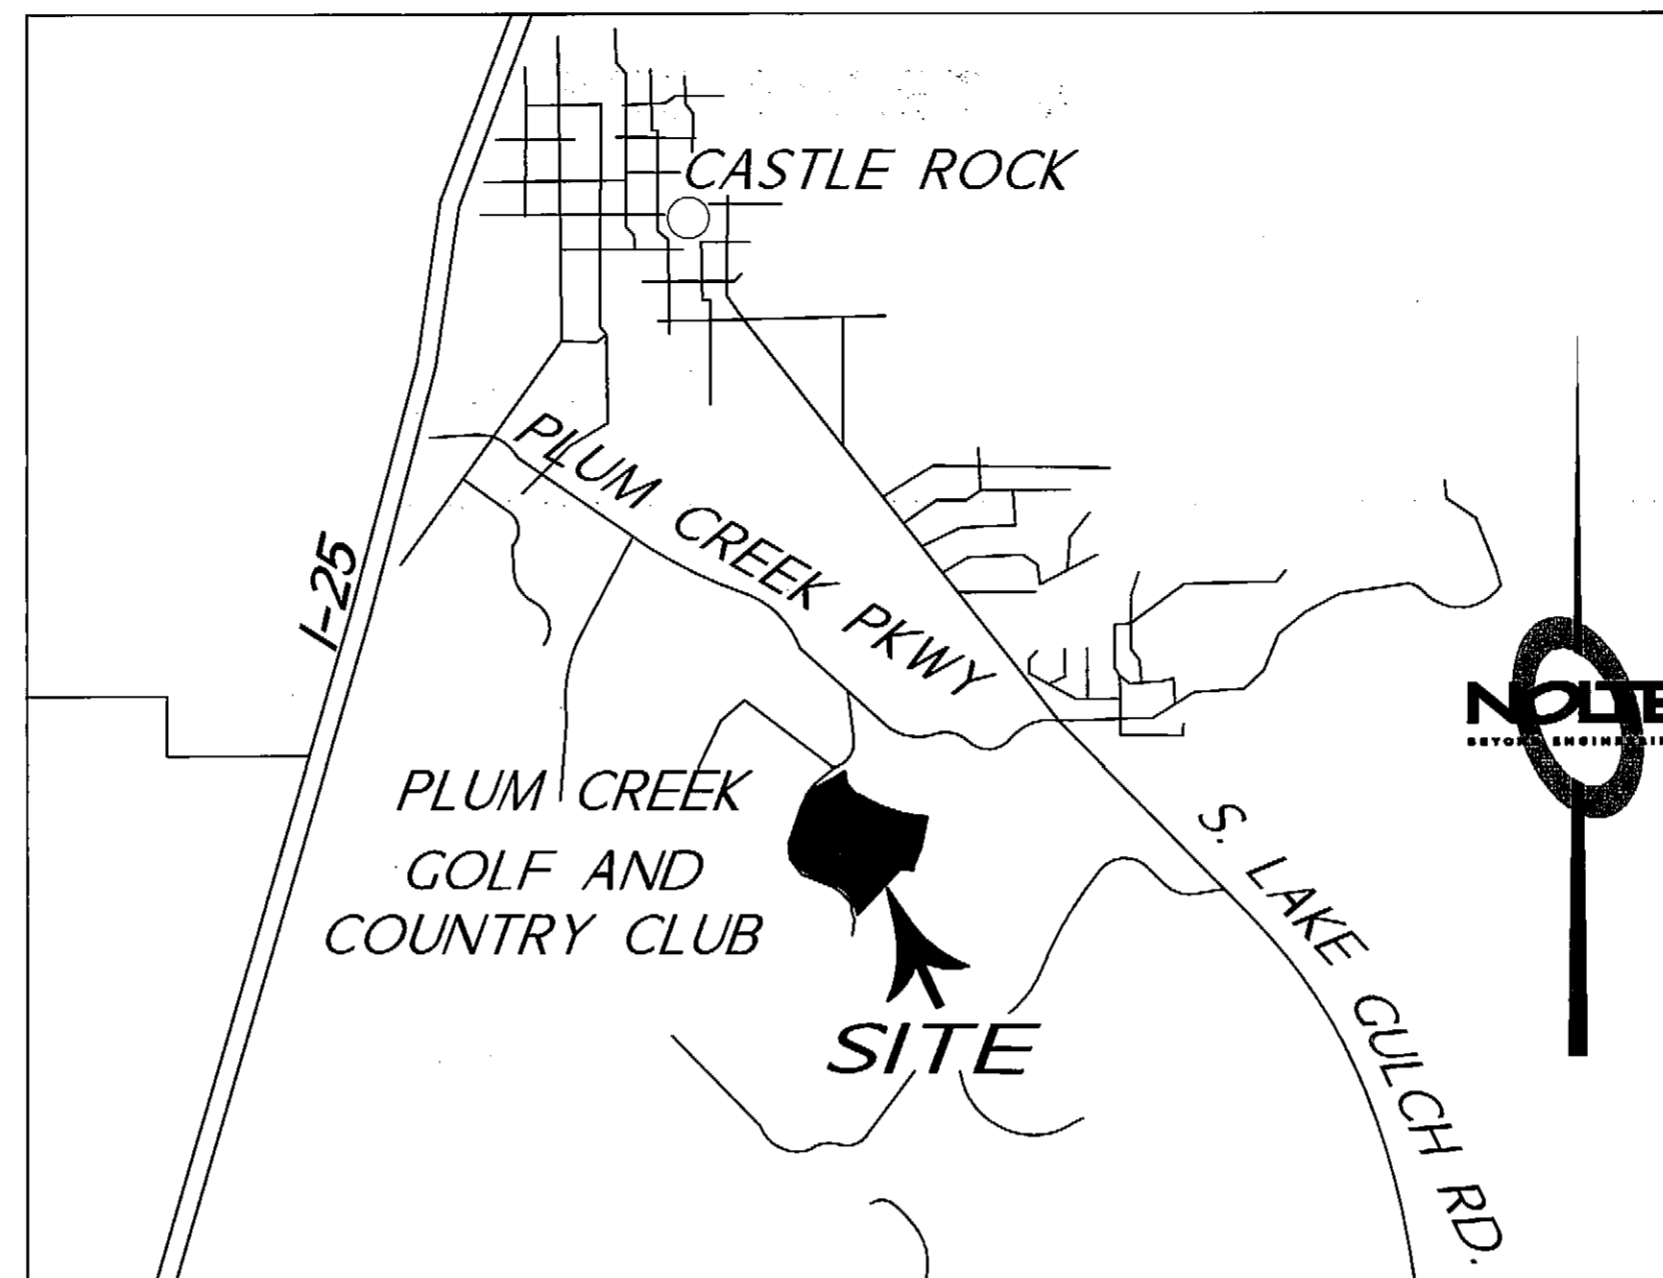 CASTLE ROCK
PLUM CREEK PKWY
I-25
NOLTE
PLUM CREEK
GOLF AND
COUNTRY CLUB
S. LAKE GULCH RD.
SITE